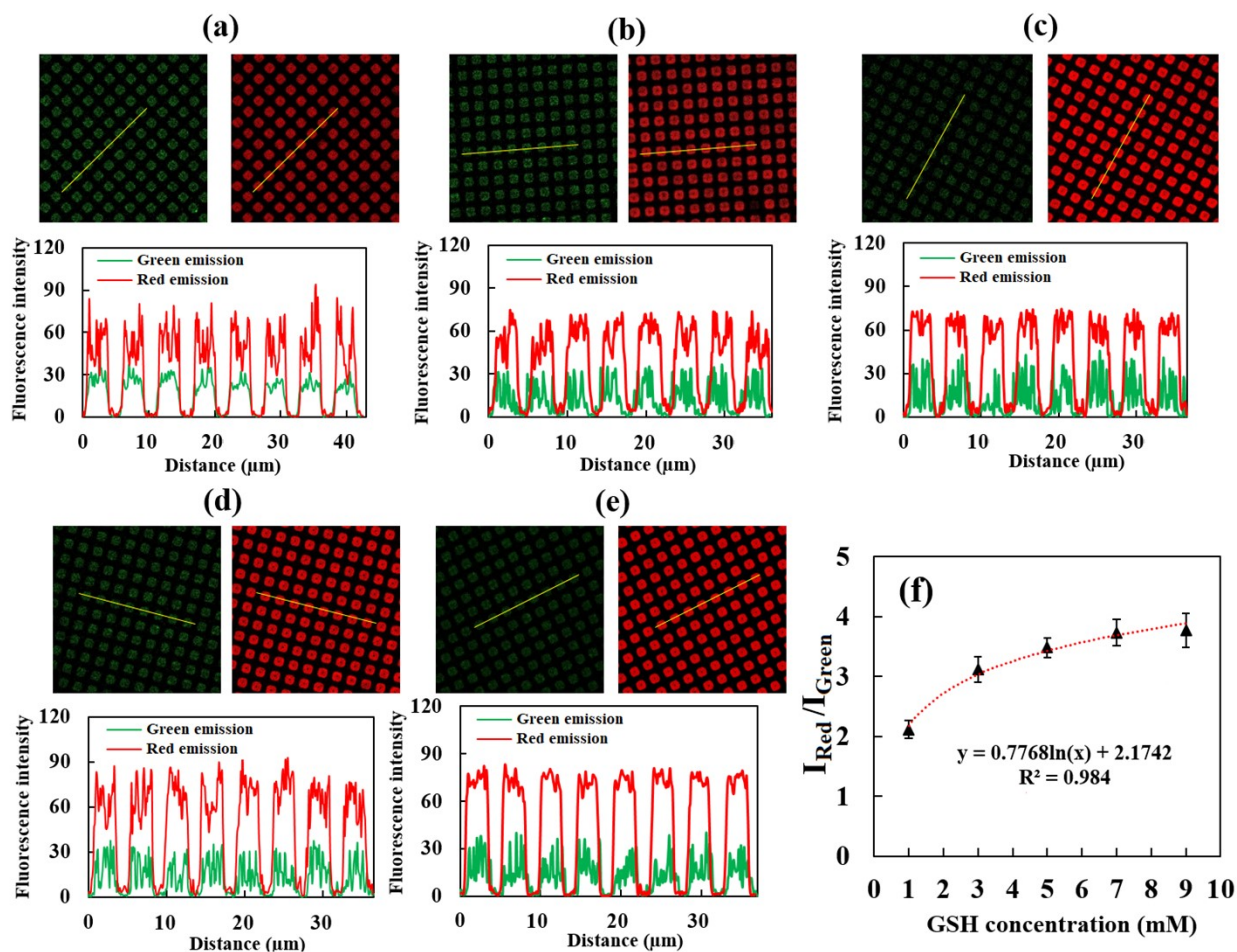 (a)
(b)
(c)
Fluorescence intensity
120
90
60
30
0
Green emission
Red emission
0 10 20 30 40
Distance (µm)
Fluorescence intensity
120
90
60
30
0
Green emission
Red emission
0 10 20 30
Distance (µm)
Fluorescence intensity
120
90
60
30
0
Green emission
Red emission
0 10 20 30
Distance (µm)
(d)
(e)
Fluorescence intensity
120
90
60
30
0
Green emission
Red emission
0 10 20 30
Distance (µm)
Fluorescence intensity
120
90
60
30
0
Green emission
Red emission
0 10 20 30
Distance (µm)
(f)
I_Red /I_Green
5
4
3
2
1
0
y = 0.7768ln(x) + 2.1742
R² = 0.984
0 1 2 3 4 5 6 7 8 9 10
GSH concentration (mM)